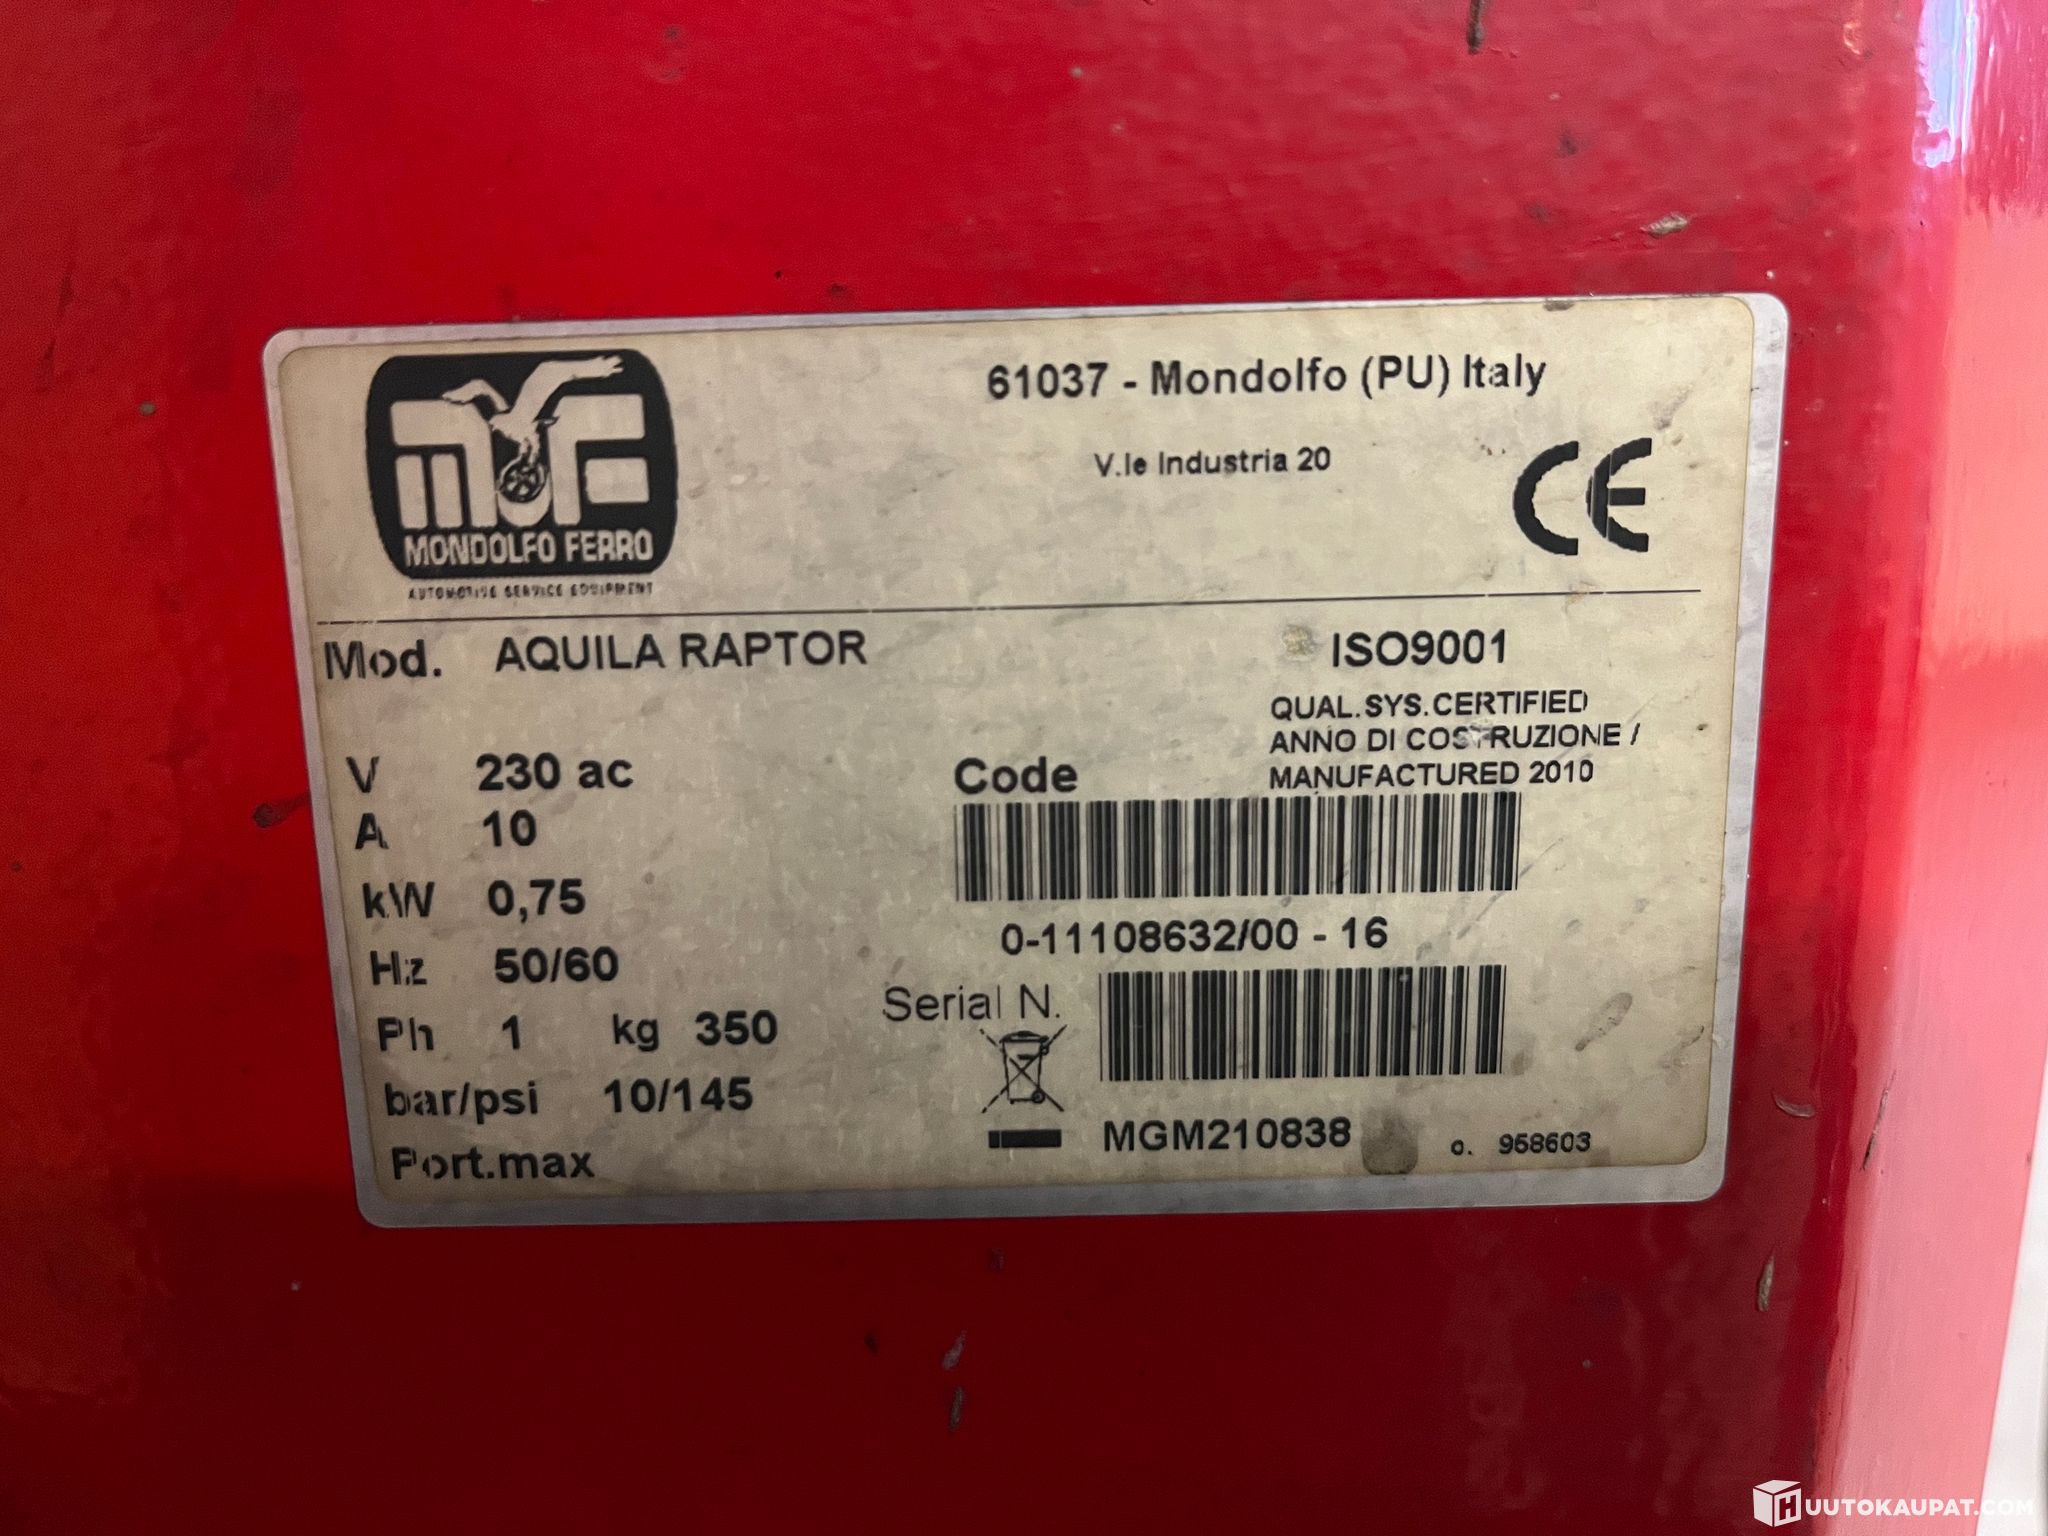 61037 - Mondolfo (PU) Italy
V.le Industria 20
CE
MF
MONDOLFO FERRO
AUTOMOTIVE SERVICE EQUIPMENT
Mod. AQUILA RAPTOR
ISO9001
QUAL.SYS.CERTIFIED
ANNO DI COSTRUZIONE /
MANUFACTURED 2010
V 230 ac
A 10
kW 0,75
Hz 50/60
Ph 1 kg 350
bar/psi 10/145
Port.max
Code
0-11108632/00 - 16
Serial N.
MGM210838
o. 958603
HUUTOKAUPAT.COM